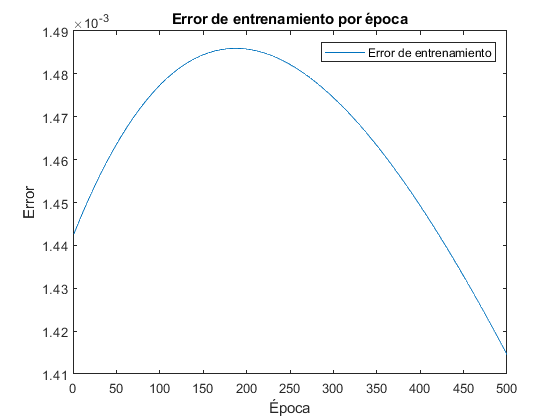 Error de entrenamiento por época
×10-3
1.49
1.48
1.47
1.46
1.45
1.44
1.43
1.42
1.41
Error
Error de entrenamiento
0 50 100 150 200 250 300 350 400 450 500
Época